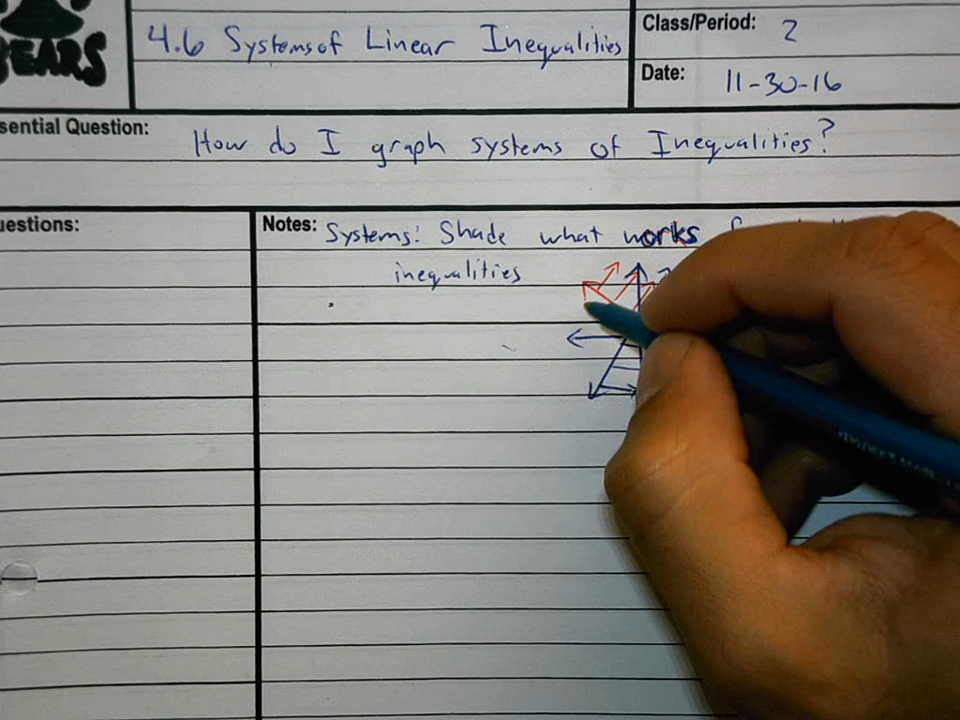 Class/Period: 2
BEARS
4.6 Systems of Linear Inequalities
Date: 11-30-16
sential Question: How do I graph systems of Inequalities?
uestions:
Notes: Systems: Shade what works
inequalities